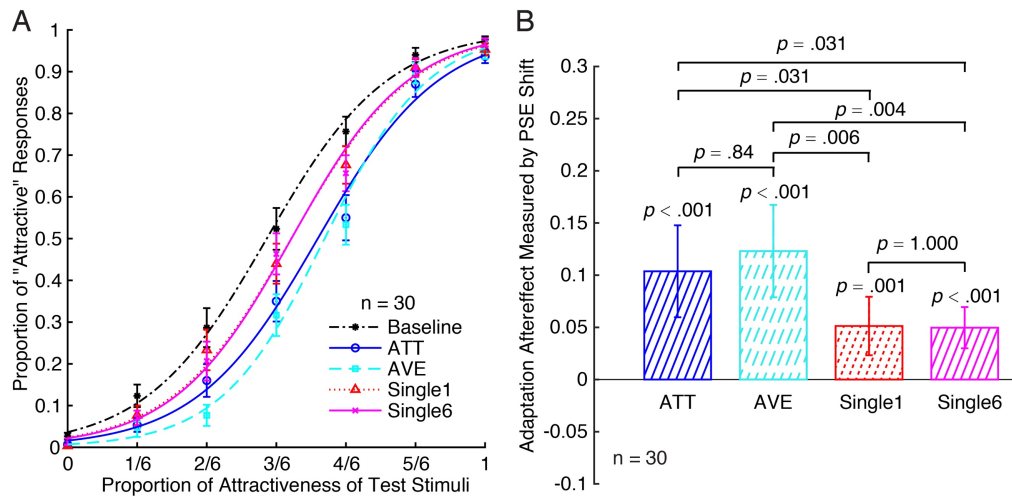 A
Proportion of "Attractive" Responses
1
0.9
0.8
0.7
0.6
0.5
0.4
0.3
0.2
0.1
0
0 1/6 2/6 3/6 4/6 5/6 1
Proportion of Attractiveness of Test Stimuli
n = 30
Baseline
ATT
AVE
Single1
Single6
B
Adaptation Aftereffect Measured by PSE Shift
0.3
0.25
0.2
0.15
0.1
0.05
0
-0.05
-0.1
p = .031
p = .031
p = .004
p = .006
p = .84
p < .001
p < .001
p = 1.000
p = .001
p < .001
ATT AVE Single1 Single6
n = 30